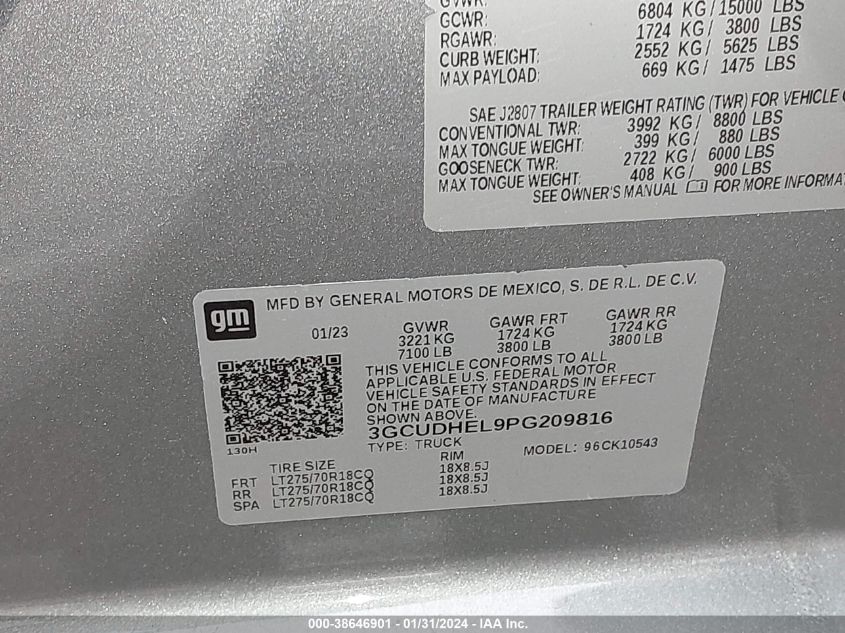 GVWR:
GCWR: 6804 KG/15000 LBS
RGAWR: 1724 KG/ 3800 LBS
CURB WEIGHT: 2552 KG/ 5625 LBS
MAX PAYLOAD: 669 KG/ 1475 LBS
SAE J2807 TRAILER WEIGHT RATING (TWR) FOR VEHICLE
CONVENTIONAL TWR: 3992 KG/ 8800 LBS
MAX TONGUE WEIGHT: 399 KG/ 880 LBS
GOOSENECK TWR: 2722 KG/ 6000 LBS
MAX TONGUE WEIGHT: 408 KG/ 900 LBS
SEE OWNER'S MANUAL FOR MORE INFORMA
gm MFD BY GENERAL MOTORS DE MEXICO, S. DE R.L. DE C.V.
01/23 GVWR GAWR FRT GAWR RR
3221 KG 1724 KG 1724 KG
7100 LB 3800 LB 3800 LB
THIS VEHICLE CONFORMS TO ALL
APPLICABLE U.S. FEDERAL MOTOR
VEHICLE SAFETY STANDARDS IN EFFECT
ON THE DATE OF MANUFACTURE
SHOWN ABOVE.
3GCUDHEL9PG209816
130H TYPE: TRUCK MODEL: 96CK10543
TIRE SIZE RIM
FRT LT275/70R18CQ 18X8.5J
RR LT275/70R18CQ 18X8.5J
SPA LT275/70R18CQ 18X8.5J
000-38646901 - 01/31/2024 - IAA Inc.